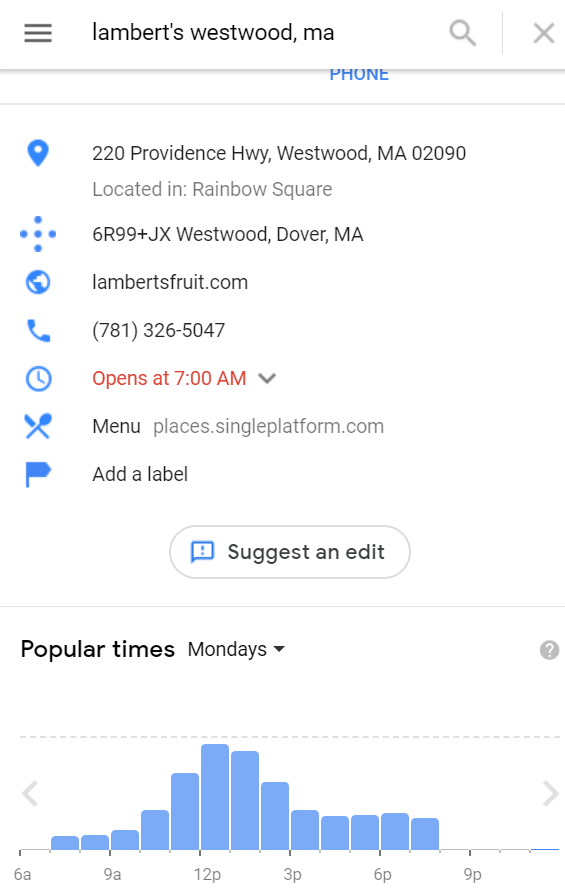 lambert's westwood, ma
PHONE
220 Providence Hwy, Westwood, MA 02090
Located in: Rainbow Square
6R99+JX Westwood, Dover, MA
lambertsfruit.com
(781) 326-5047
Opens at 7:00 AM
Menu places.singleplatform.com
Add a label
Suggest an edit
Popular times Mondays
?
6a 9a 12p 3p 6p 9p